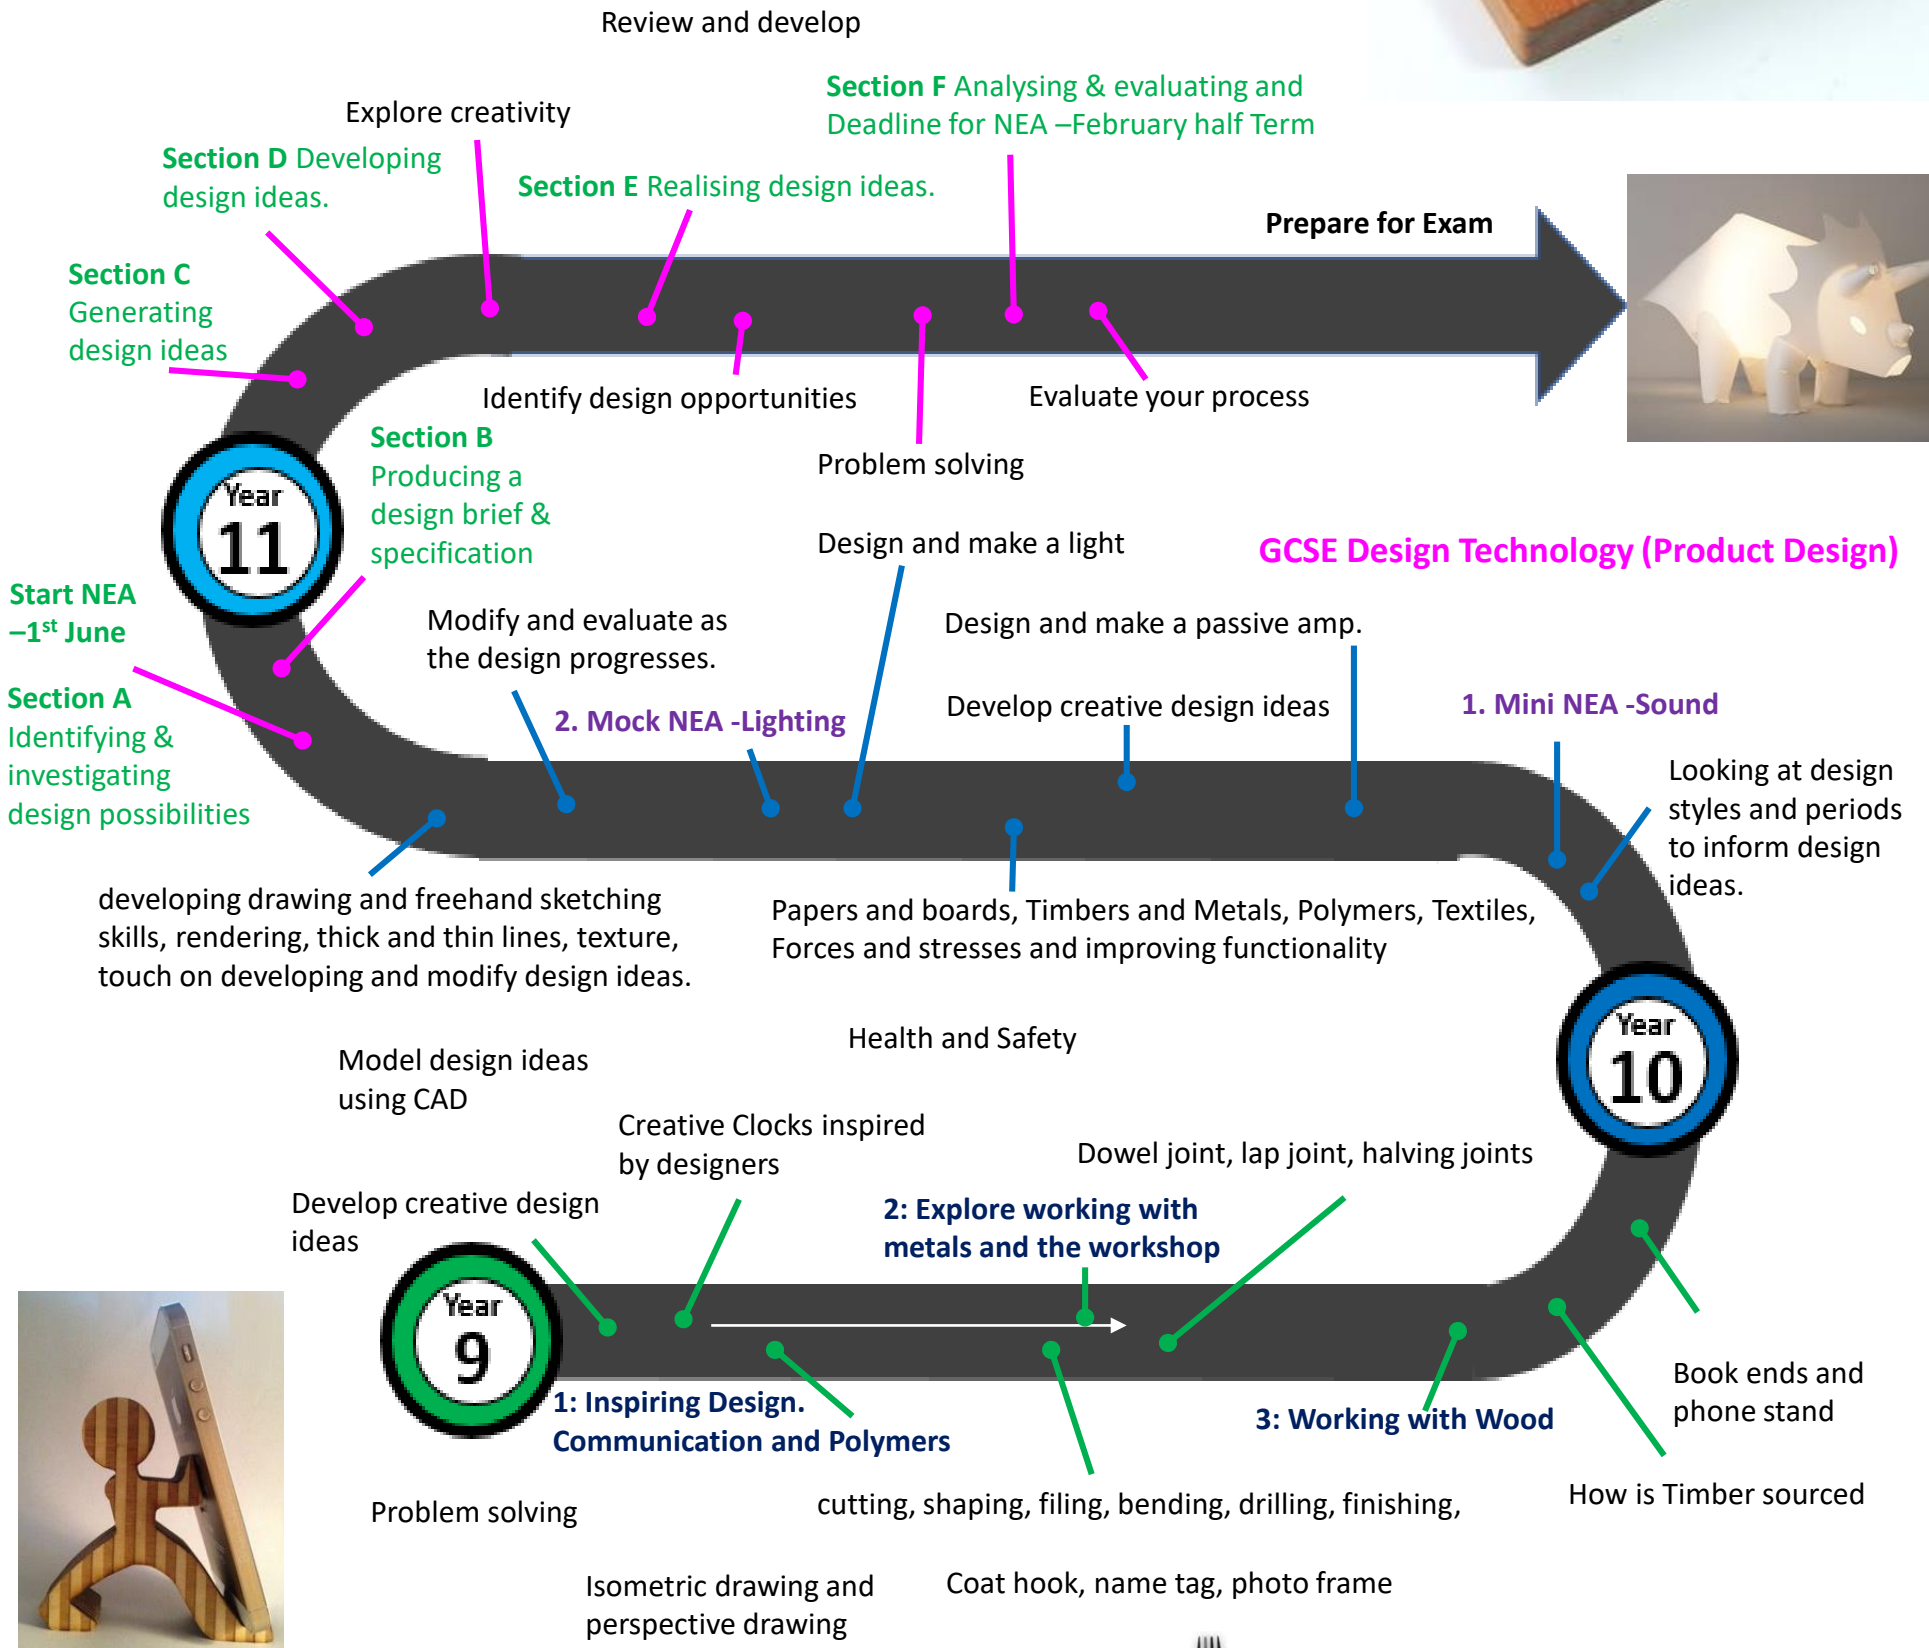 Review and develop
Explore creativity
Section F Analysing & evaluating and
Deadline for NEA –February half Term
Section D Developing
design ideas.
Section E Realising design ideas.
Prepare for Exam
Section C
Generating
design ideas
Identify design opportunities
Evaluate your process
Section B
Producing a
design brief &
specification
Problem solving
Year
11
Design and make a light
GCSE Design Technology (Product Design)
Start NEA
–1st June
Modify and evaluate as
the design progresses.
Design and make a passive amp.
Section A
Identifying &
investigating
design possibilities
2. Mock NEA -Lighting
Develop creative design ideas
1. Mini NEA -Sound
Looking at design
styles and periods
to inform design
ideas.
developing drawing and freehand sketching
skills, rendering, thick and thin lines, texture,
touch on developing and modify design ideas.
Papers and boards, Timbers and Metals, Polymers, Textiles,
Forces and stresses and improving functionality
Year
10
Health and Safety
Model design ideas
using CAD
Creative Clocks inspired
by designers
Dowel joint, lap joint, halving joints
Develop creative design
ideas
2: Explore working with
metals and the workshop
Year
9
1: Inspiring Design.
Communication and Polymers
3: Working with Wood
Book ends and
phone stand
Problem solving
cutting, shaping, filing, bending, drilling, finishing,
How is Timber sourced
Isometric drawing and
perspective drawing
Coat hook, name tag, photo frame